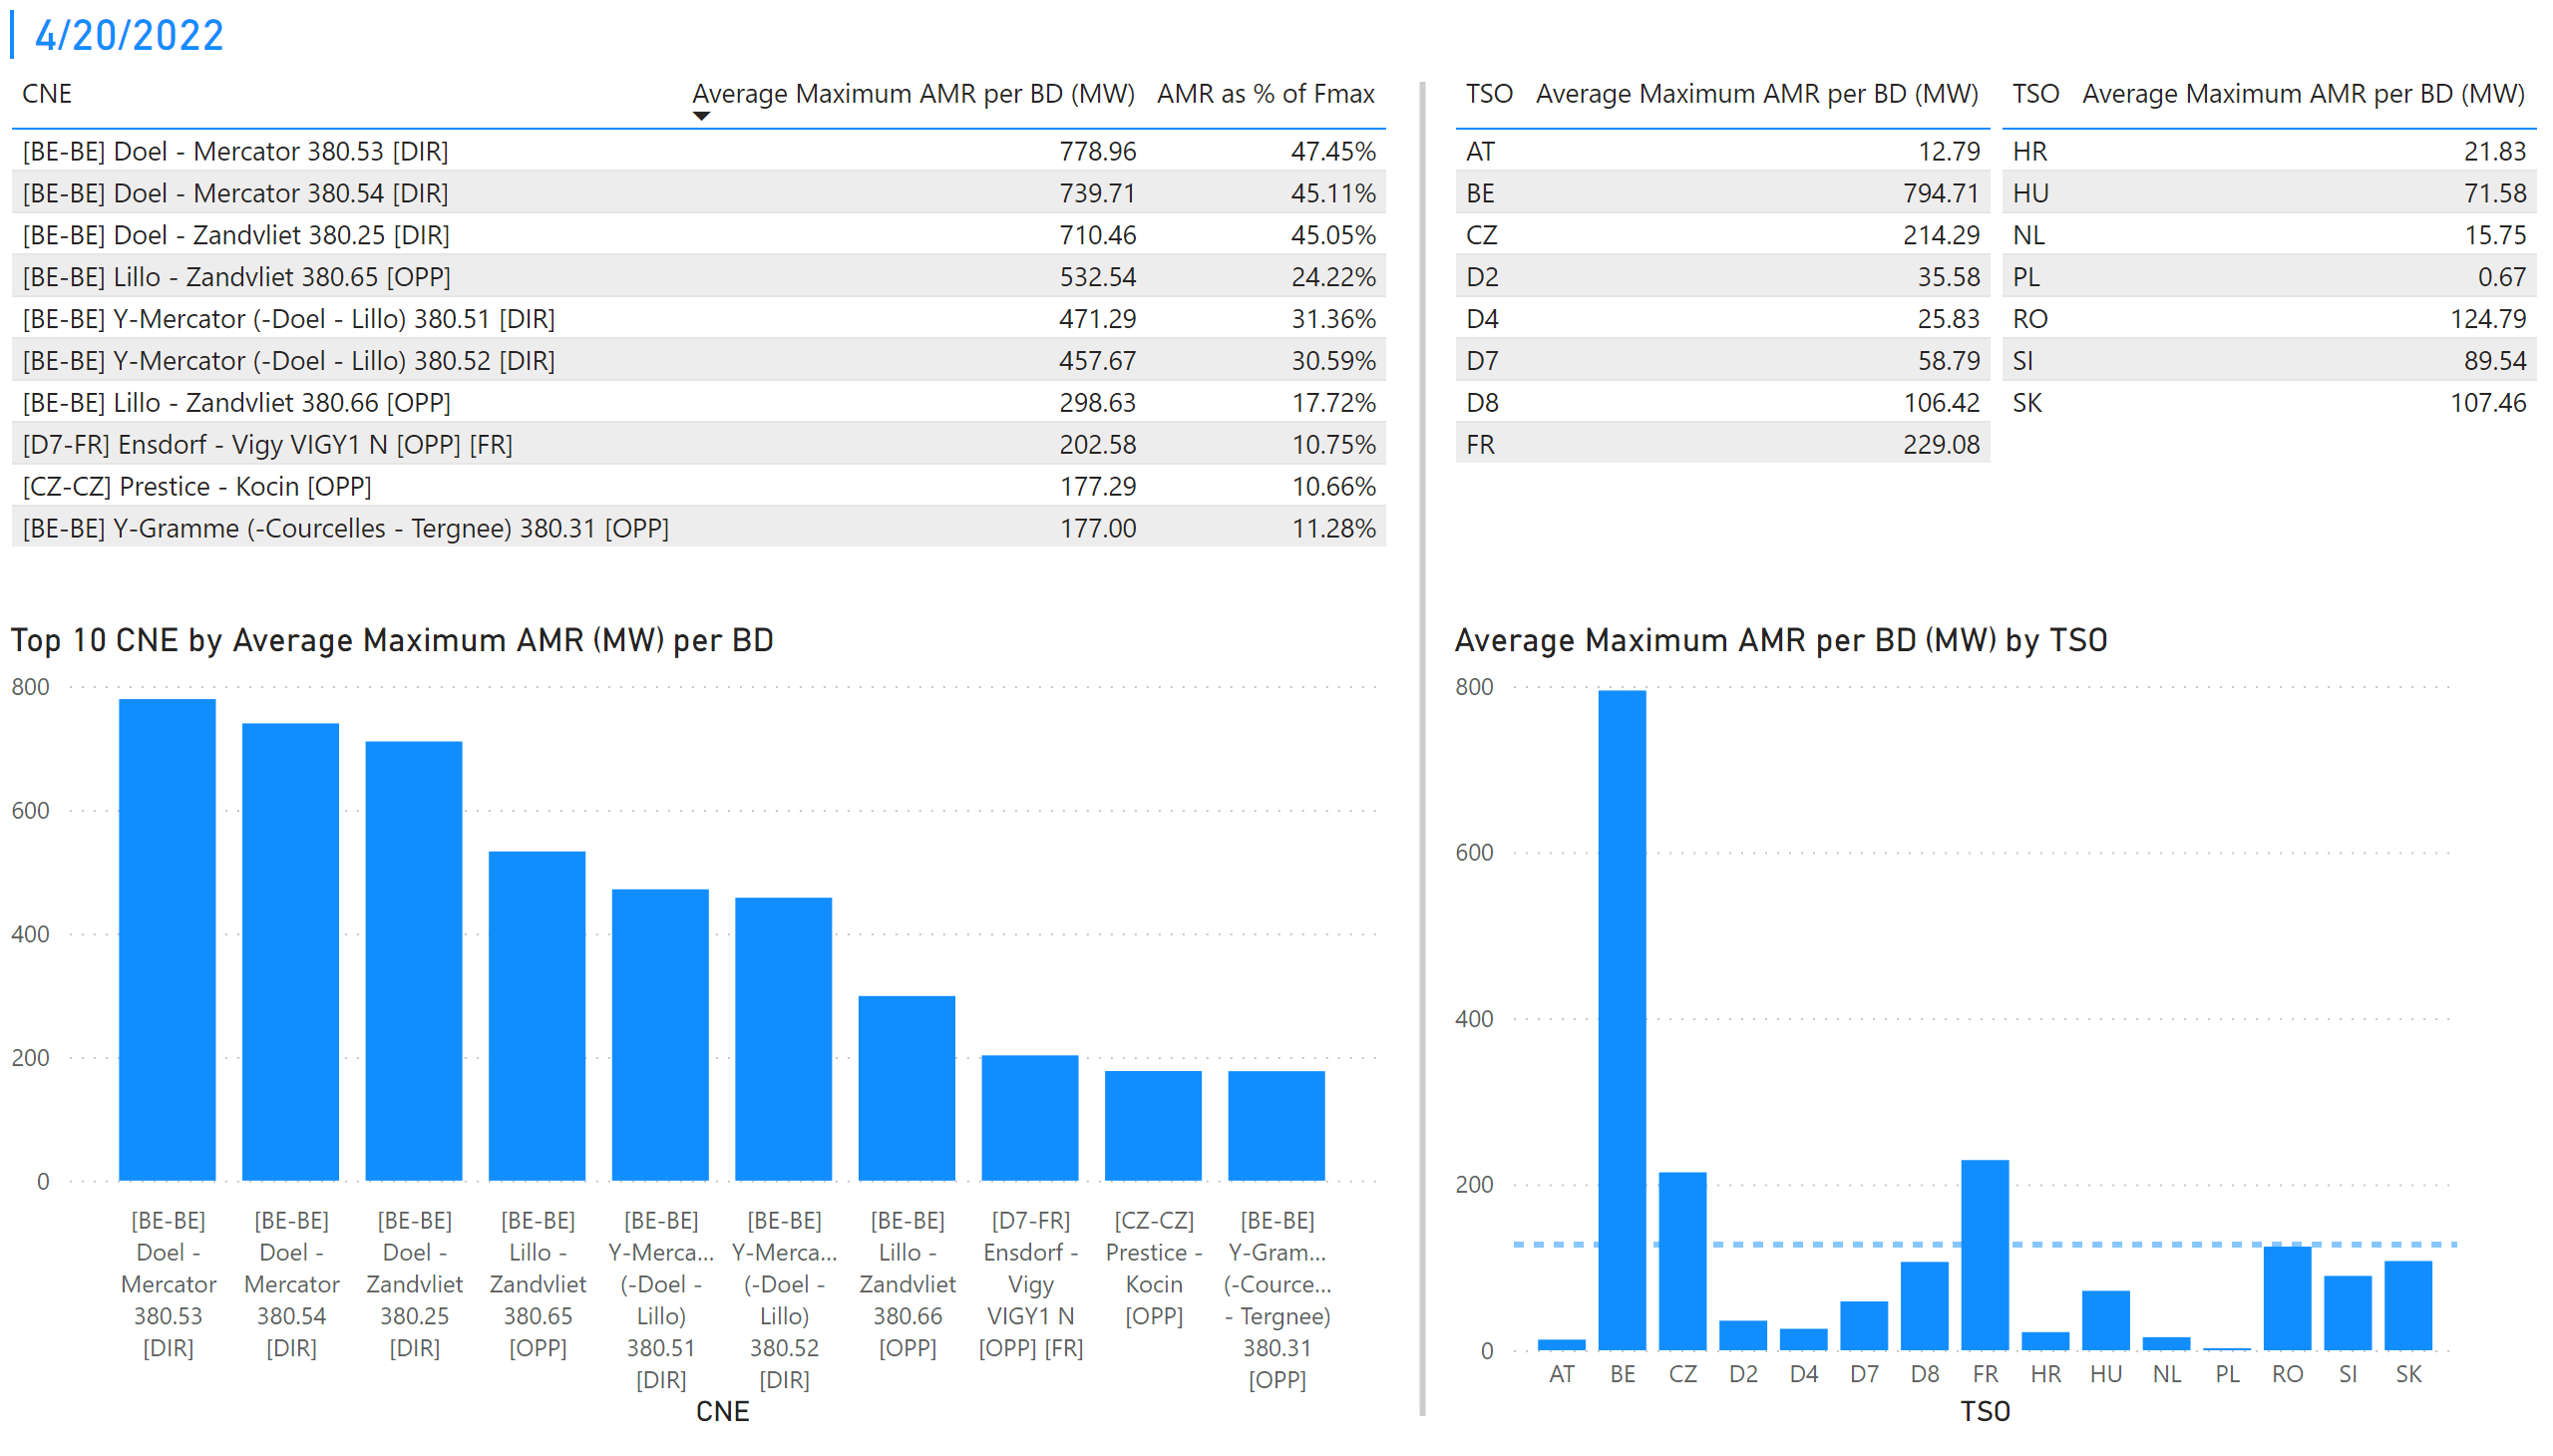 4/20/2022
CNE Average Maximum AMR per BD (MW) AMR as % of Fmax
[BE-BE] Doel - Mercator 380.53 [DIR] 778.96 47.45%
[BE-BE] Doel - Mercator 380.54 [DIR] 739.71 45.11%
[BE-BE] Doel - Zandvliet 380.25 [DIR] 710.46 45.05%
[BE-BE] Lillo - Zandvliet 380.65 [OPP] 532.54 24.22%
[BE-BE] Y-Mercator (-Doel - Lillo) 380.51 [DIR] 471.29 31.36%
[BE-BE] Y-Mercator (-Doel - Lillo) 380.52 [DIR] 457.67 30.59%
[BE-BE] Lillo - Zandvliet 380.66 [OPP] 298.63 17.72%
[D7-FR] Ensdorf - Vigy VIGY1 N [OPP] [FR] 202.58 10.75%
[CZ-CZ] Prestice - Kocin [OPP] 177.29 10.66%
[BE-BE] Y-Gramme (-Courcelles - Tergnee) 380.31 [OPP] 177.00 11.28%
TSO Average Maximum AMR per BD (MW)
AT 12.79
BE 794.71
CZ 214.29
D2 35.58
D4 25.83
D7 58.79
D8 106.42
FR 229.08
TSO Average Maximum AMR per BD (MW)
HR 21.83
HU 71.58
NL 15.75
PL 0.67
RO 124.79
SI 89.54
SK 107.46
Top 10 CNE by Average Maximum AMR (MW) per BD
800
600
400
200
0
[BE-BE]
Doel -
Mercator
380.53
[DIR]
[BE-BE]
Doel -
Mercator
380.54
[DIR]
[BE-BE]
Doel -
Zandvliet
380.25
[DIR]
[BE-BE]
Lillo -
Zandvliet
380.65
[OPP]
[BE-BE]
Y-Merca...
(-Doel -
Lillo)
380.51
[DIR]
[BE-BE]
Y-Merca...
(-Doel -
Lillo)
380.52
[DIR]
[BE-BE]
Lillo -
Zandvliet
380.66
[OPP]
[D7-FR]
Ensdorf -
Vigy
VIGY1 N
[OPP] [FR]
[CZ-CZ]
Prestice -
Kocin
[OPP]
[BE-BE]
Y-Gram...
(-Ource...
- Tergnee)
380.31
[OPP]
CNE
Average Maximum AMR per BD (MW) by TSO
800
600
400
200
0
AT BE CZ D2 D4 D7 D8 FR HR HU NL PL RO SI SK
TSO